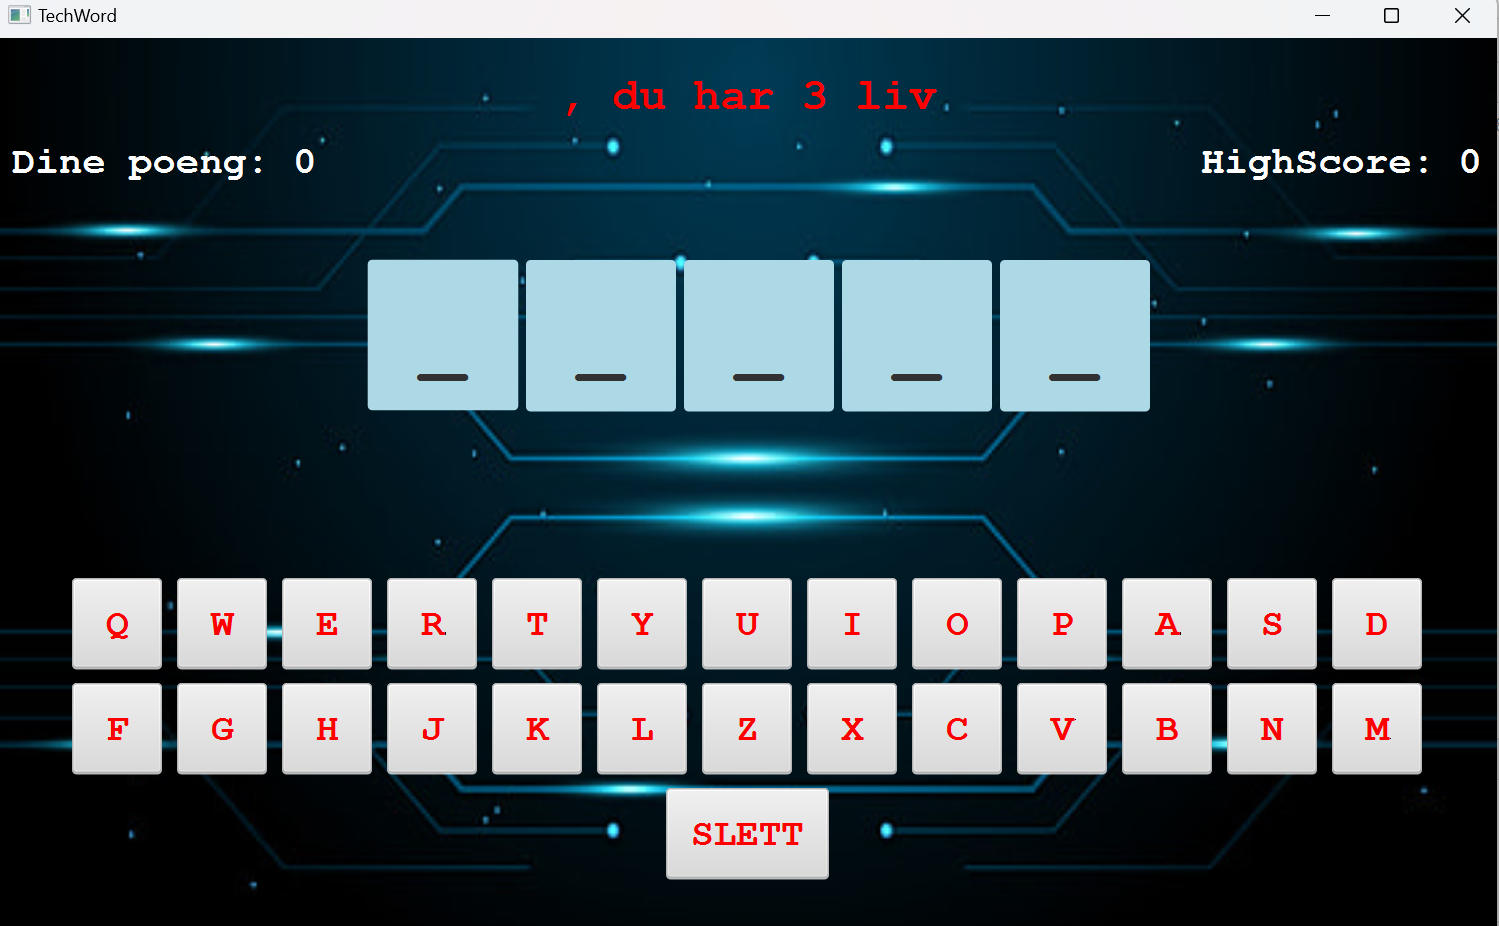 TechWord
, du har 3 liv
Dine poeng: 0 HighScore: 0
_ _ _ _ _
Q W E R T Y U I O P A S D
F G H J K L Z X C V B N M
SLETT